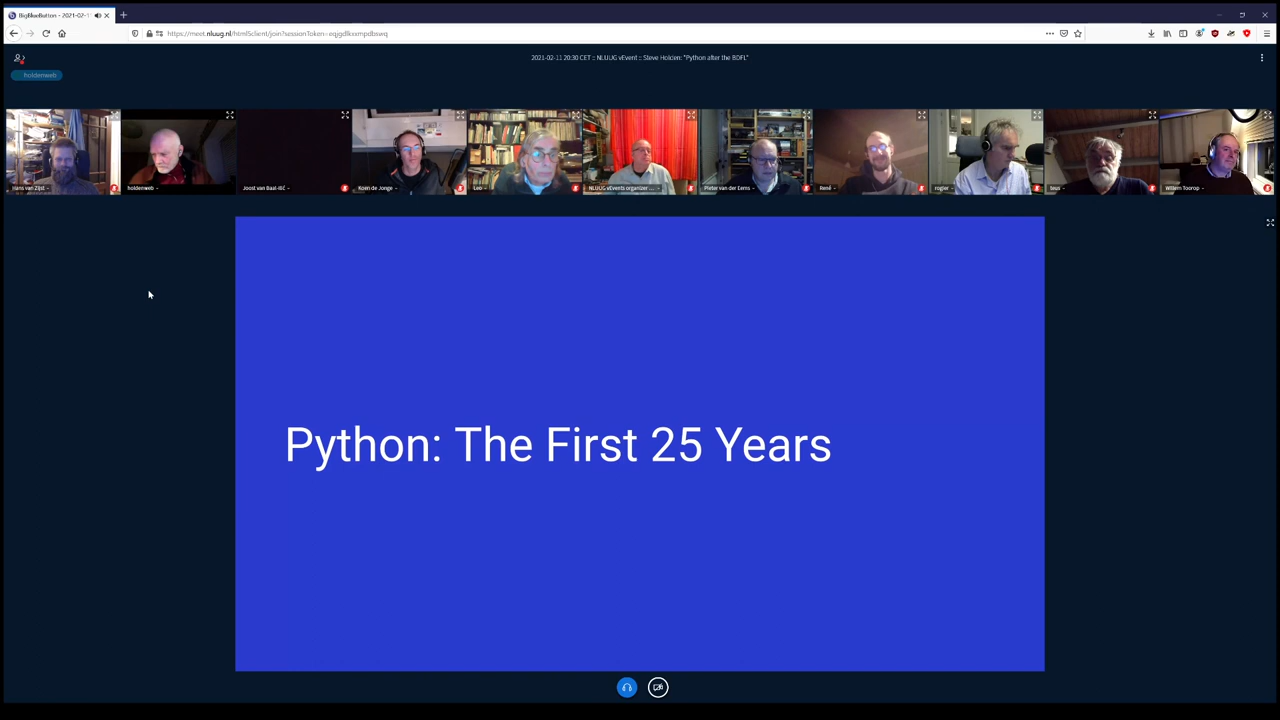 BigBlueButton - 2021-02-1
https://meet.nluug.nl/html5client/join?sessionToken=
2021-02-11 20:30 CET :: NLUUG vEvent :: Steve Holden: "Python after the BDFL"
holdenweb
Hans van Zijst
holdenweb
Joost van Baal-Ilić
Koen de Jonge
Leo
NLUUG vEvents organizer ...
Pieter van der Eems
René
rogier
teus
Willem Toorop
Python: The First 25 Years